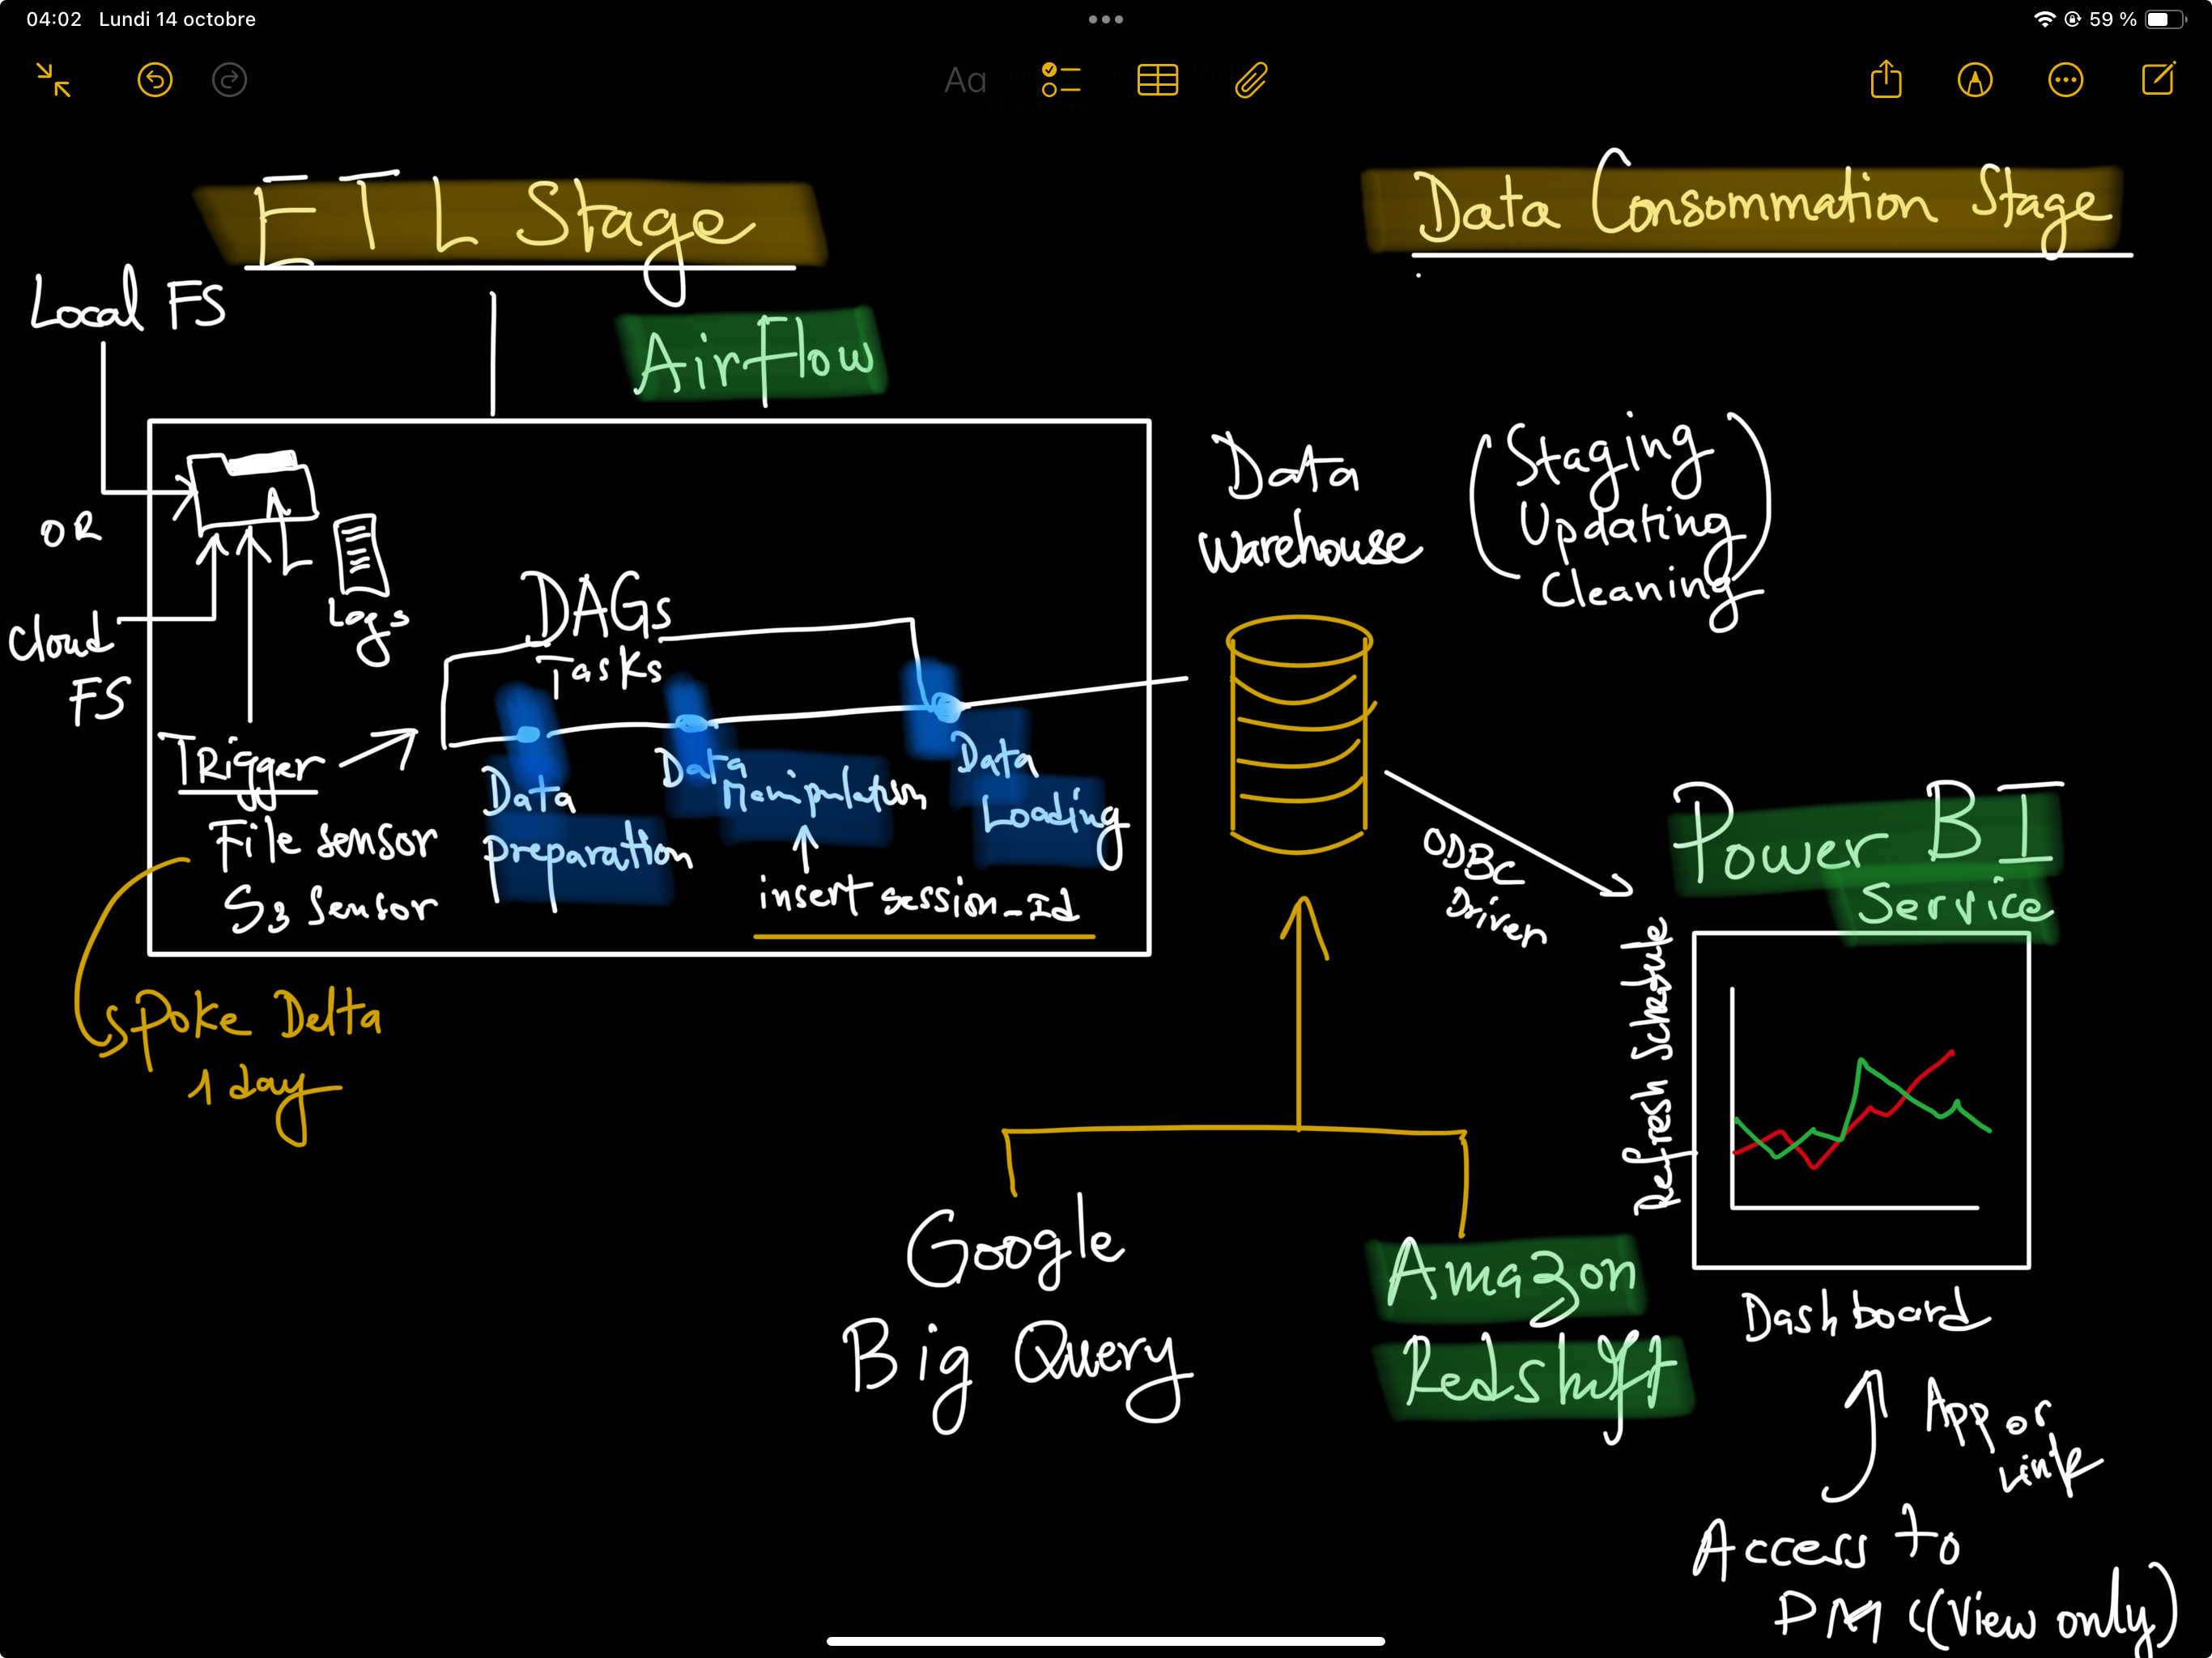 04:02 Lundi 14 octobre
59 %
Aa
ETL Stage
Data Consommation Stage
Local FS
Airflow
OR
Cloud
FS
Logs
DAGs
Tasks
TRigger
File sensor
S3 Sensor
Data
preparation
Data
Manipulation
insert session_Id
Data
Loading
Data
Warehouse
(Staging
Updating
Cleaning)
spoke Delta
1 day
ODBC
Driver
Power BI
Service
Refresh Schedule
Google
Big Query
Amazon
Redshift
Dashboard
App or
Link
Access to
PM ((View only)